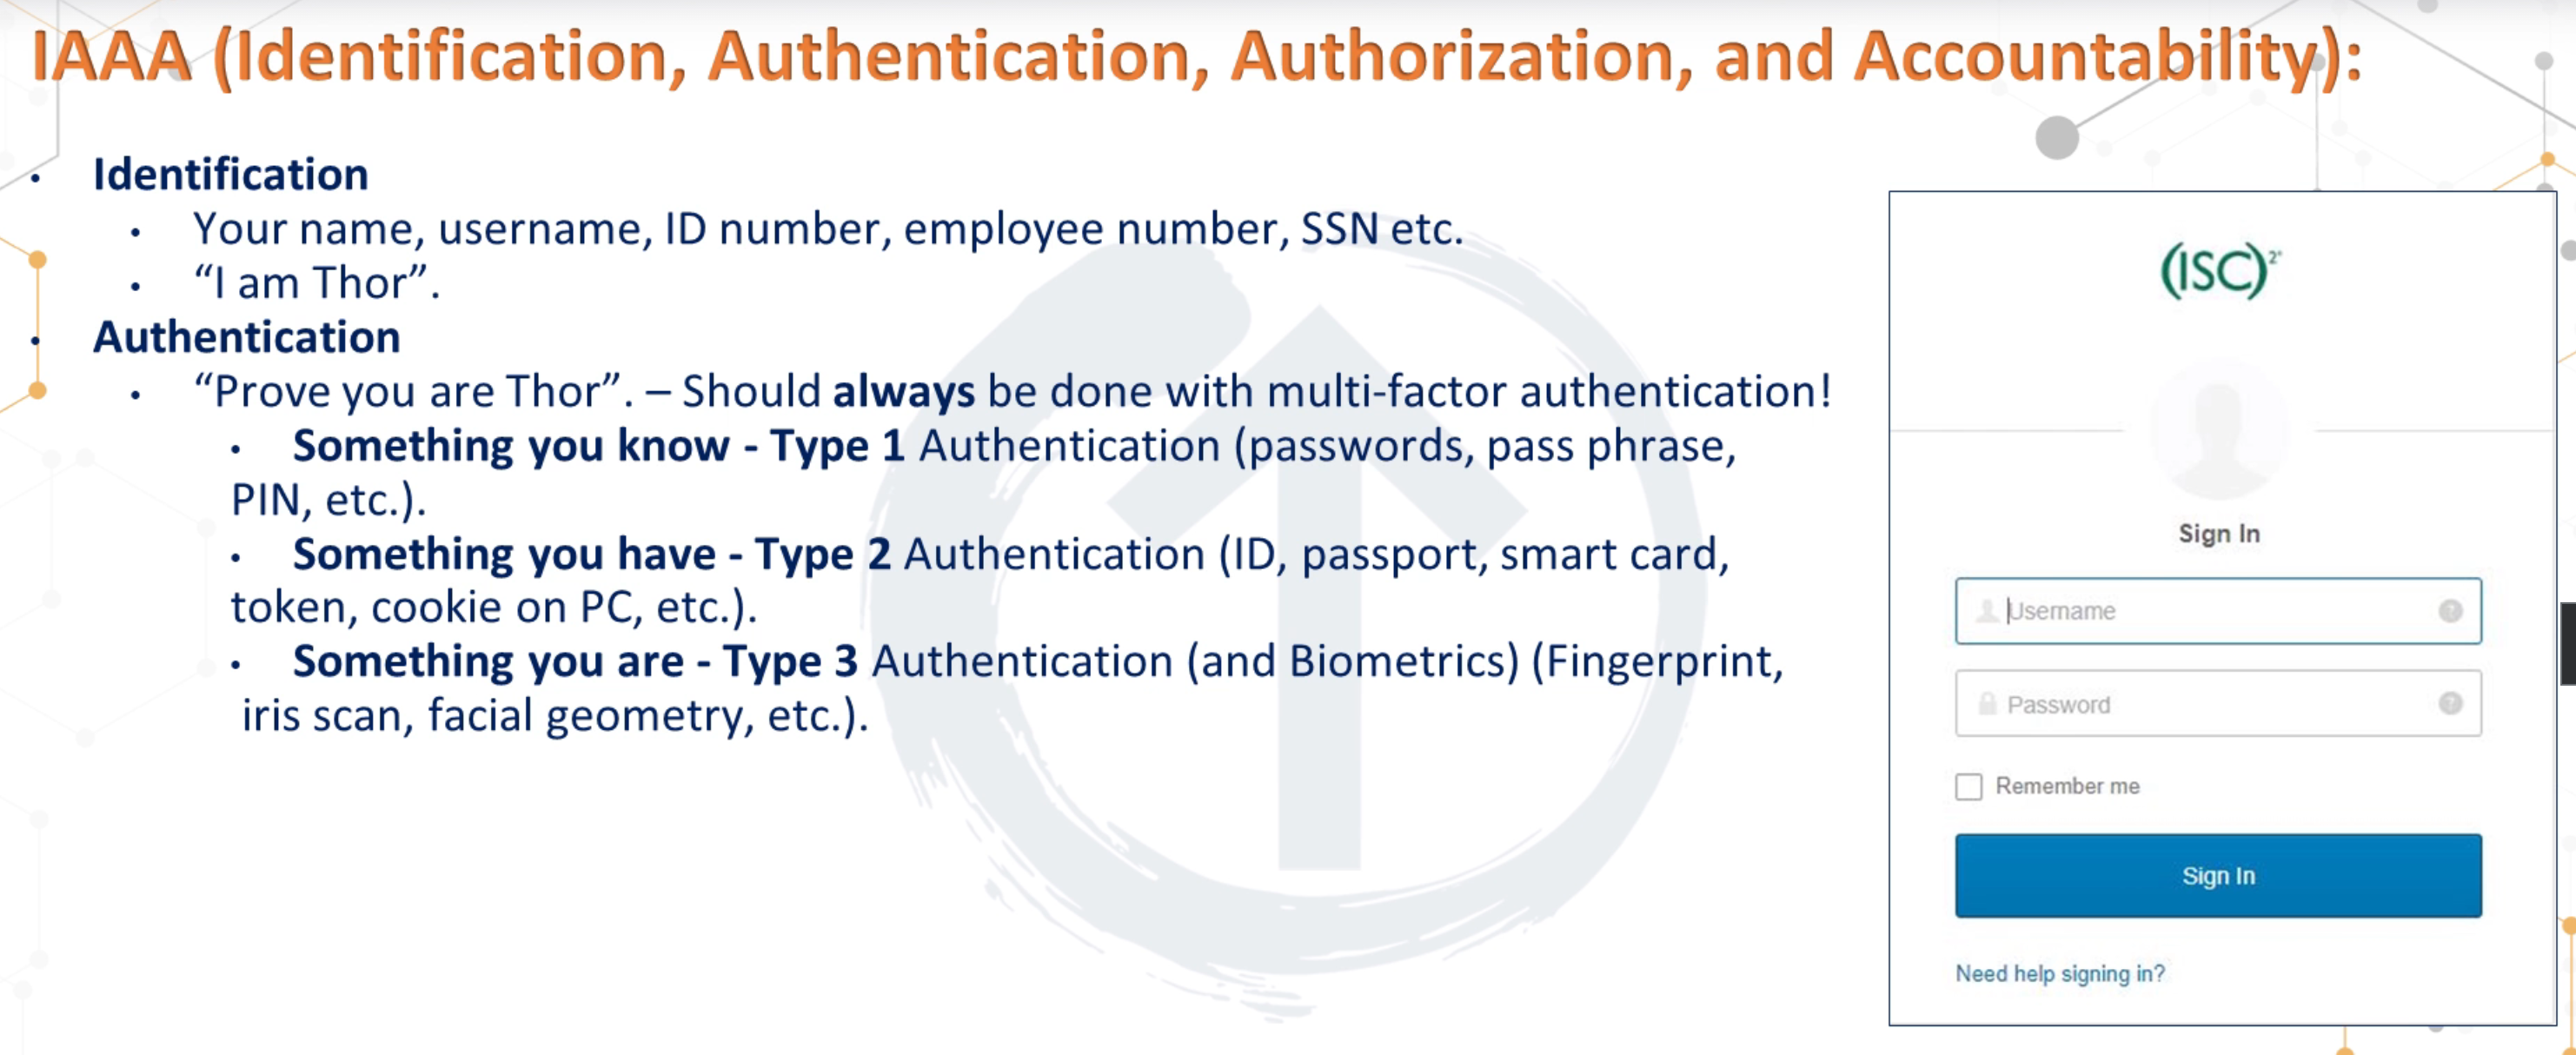 IAAA (Identification, Authentication, Authorization, and Accountability):
• Identification
• Your name, username, ID number, employee number, SSN etc.
• “I am Thor”.
• Authentication
• “Prove you are Thor”. – Should always be done with multi-factor authentication!
• Something you know - Type 1 Authentication (passwords, pass phrase,
PIN, etc.).
• Something you have - Type 2 Authentication (ID, passport, smart card,
token, cookie on PC, etc.).
• Something you are - Type 3 Authentication (and Biometrics) (Fingerprint,
iris scan, facial geometry, etc.).
(ISC)²®
Sign In
Username
Password
Remember me
Sign In
Need help signing in?